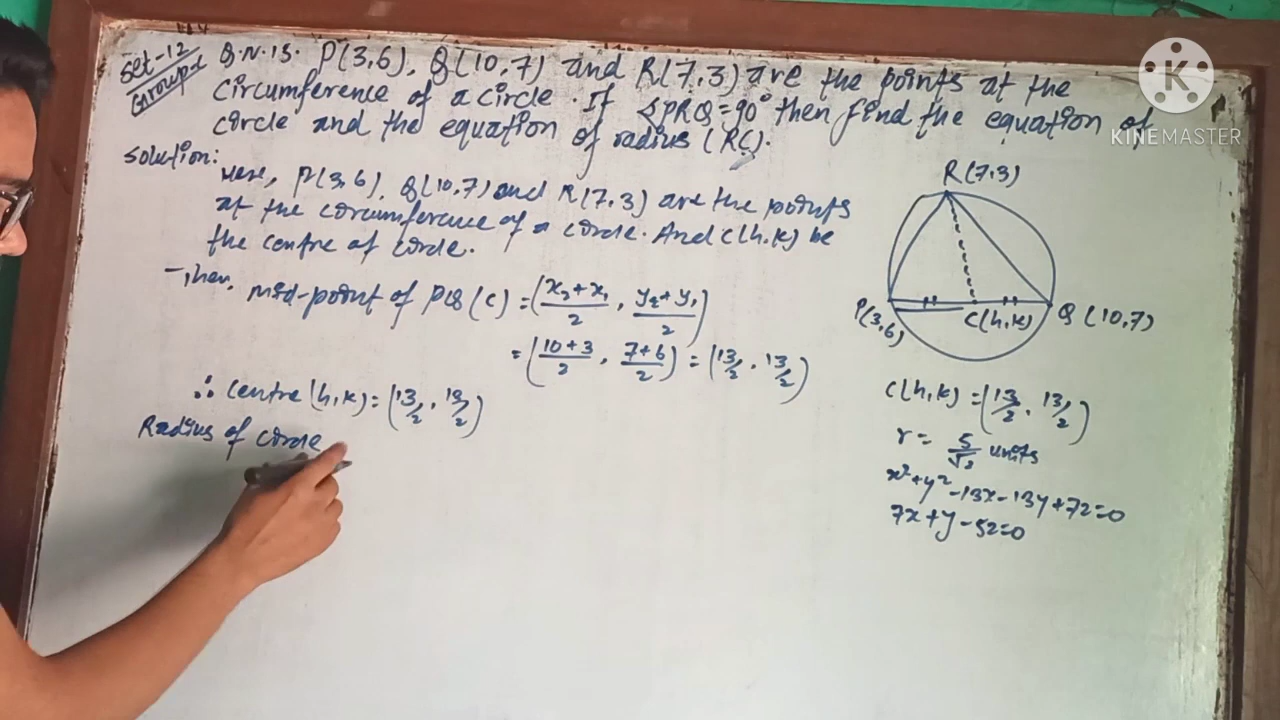 Set-12
Group-c
Q.N.15. P(3,6), Q(10,7) and R(7,3) are the points at the
circumference of a circle. If ∠PRQ=90° then find the equation of
circle and the equation of radius (RC).
Solution:
Here, P(3,6), Q(10,7) and R(7,3) are the points
at the circumference of a circle. And C(h,k) be
the centre of circle.
Then, mid-point of PQ (C) = (x₂+x₁/2 , y₂+y₁/2)
= (10+3/2 , 7+6/2) = (13/2 , 13/2)
∴ Centre (h,k) = (13/2 , 13/2)
Radius of circle
R(7,3)
P(3,6)
C(h,k)
Q(10,7)
C(h,k) = (13/2 , 13/2)
r = 5/√2 units
x²+y²-13x-13y+72=0
7x+y-52=0
K
KINEMASTER